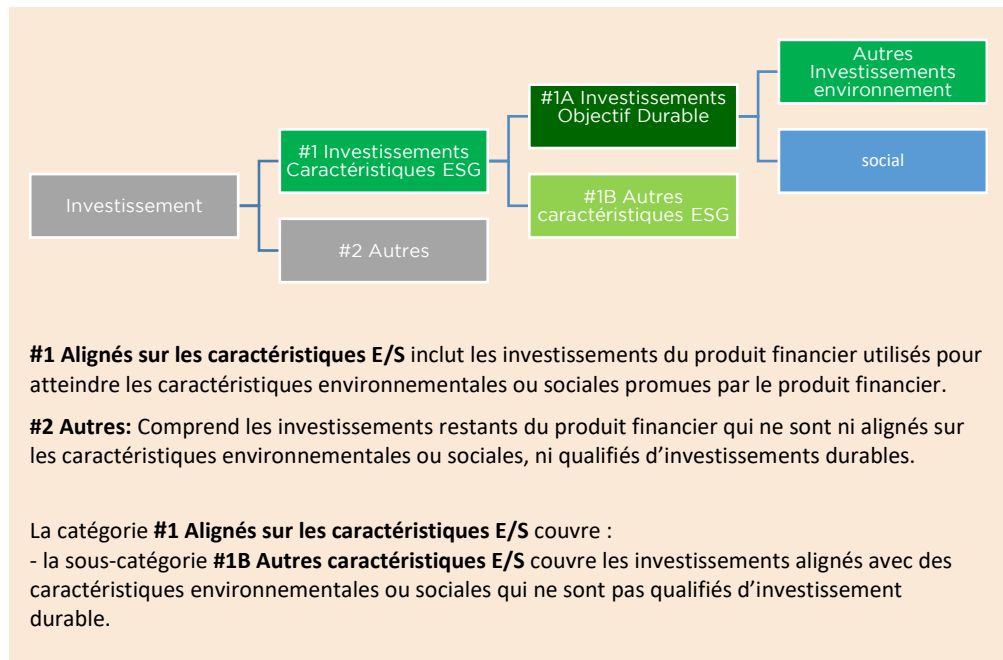 Autres
Investissements
environnement
#1A Investissements
Objectif Durable
#1 Investissements
Caractéristiques ESG
social
Investissement
#1B Autres
caractéristiques ESG
#2 Autres
#1 Alignés sur les caractéristiques E/S inclut les investissements du produit financier utilisés pour
atteindre les caractéristiques environnementales ou sociales promues par le produit financier.
#2 Autres: Comprend les investissements restants du produit financier qui ne sont ni alignés sur
les caractéristiques environnementales ou sociales, ni qualifiés d’investissements durables.
La catégorie #1 Alignés sur les caractéristiques E/S couvre :
- la sous-catégorie #1B Autres caractéristiques E/S couvre les investissements alignés avec des
caractéristiques environnementales ou sociales qui ne sont pas qualifiés d’investissement
durable.